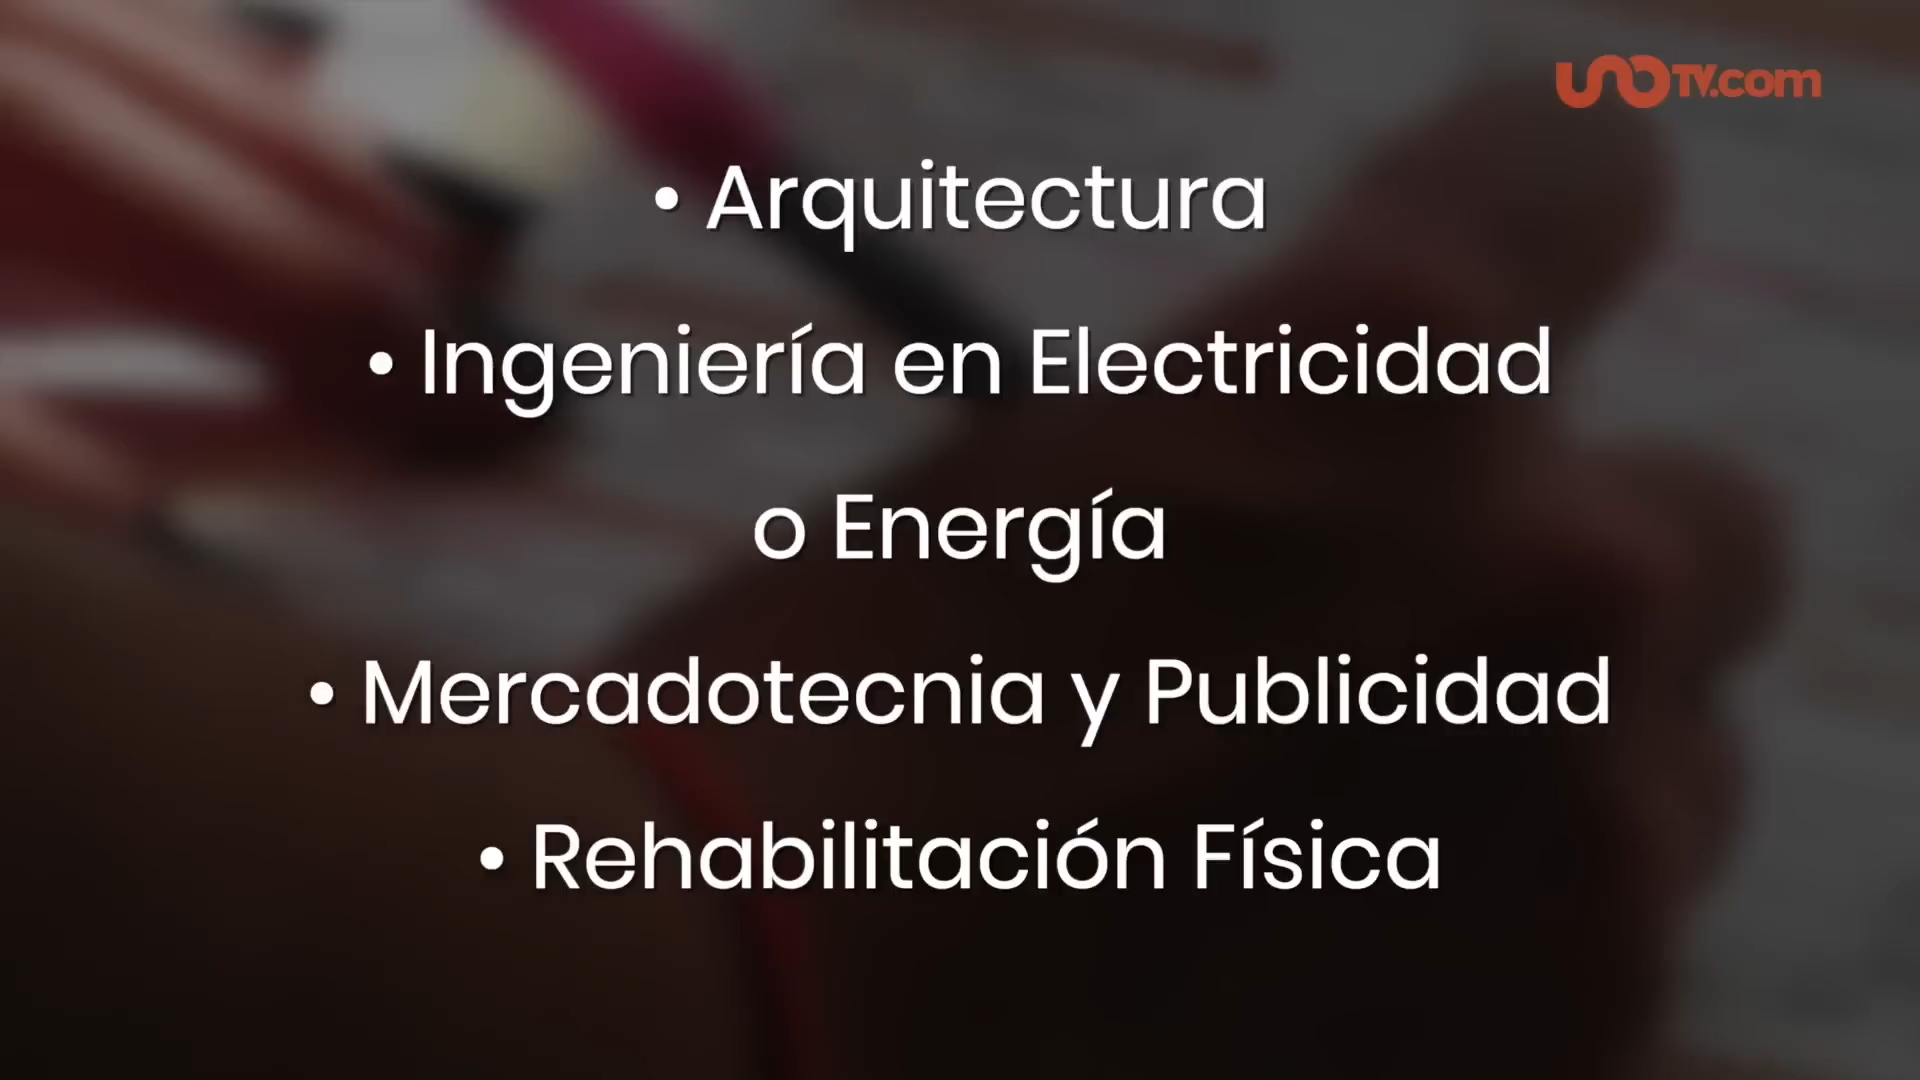 UNOTV.com
• Arquitectura
• Ingeniería en Electricidad
o Energía
• Mercadotecnia y Publicidad
• Rehabilitación Física